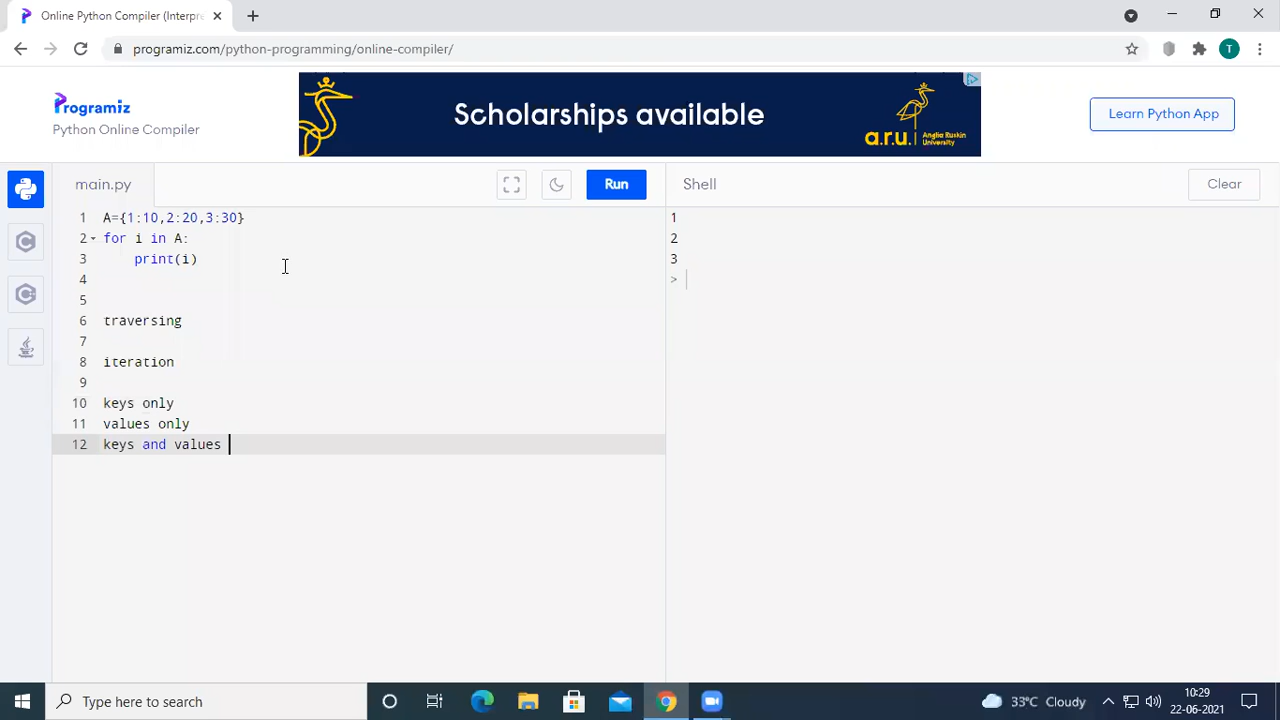 Online Python Compiler (Interpre
programiz.com/python-programming/online-compiler/
T
Programiz
Python Online Compiler
Scholarships available
a.r.u.
Anglia Ruskin
University
Learn Python App
main.py
Run
Shell
Clear
1 A={1:10,2:20,3:30}
2 for i in A:
3 print(i)
4
5
6 traversing
7
8 iteration
9
10 keys only
11 values only
12 keys and values
1
2
3
>
Type here to search
33°C Cloudy
10:29
22-06-2021